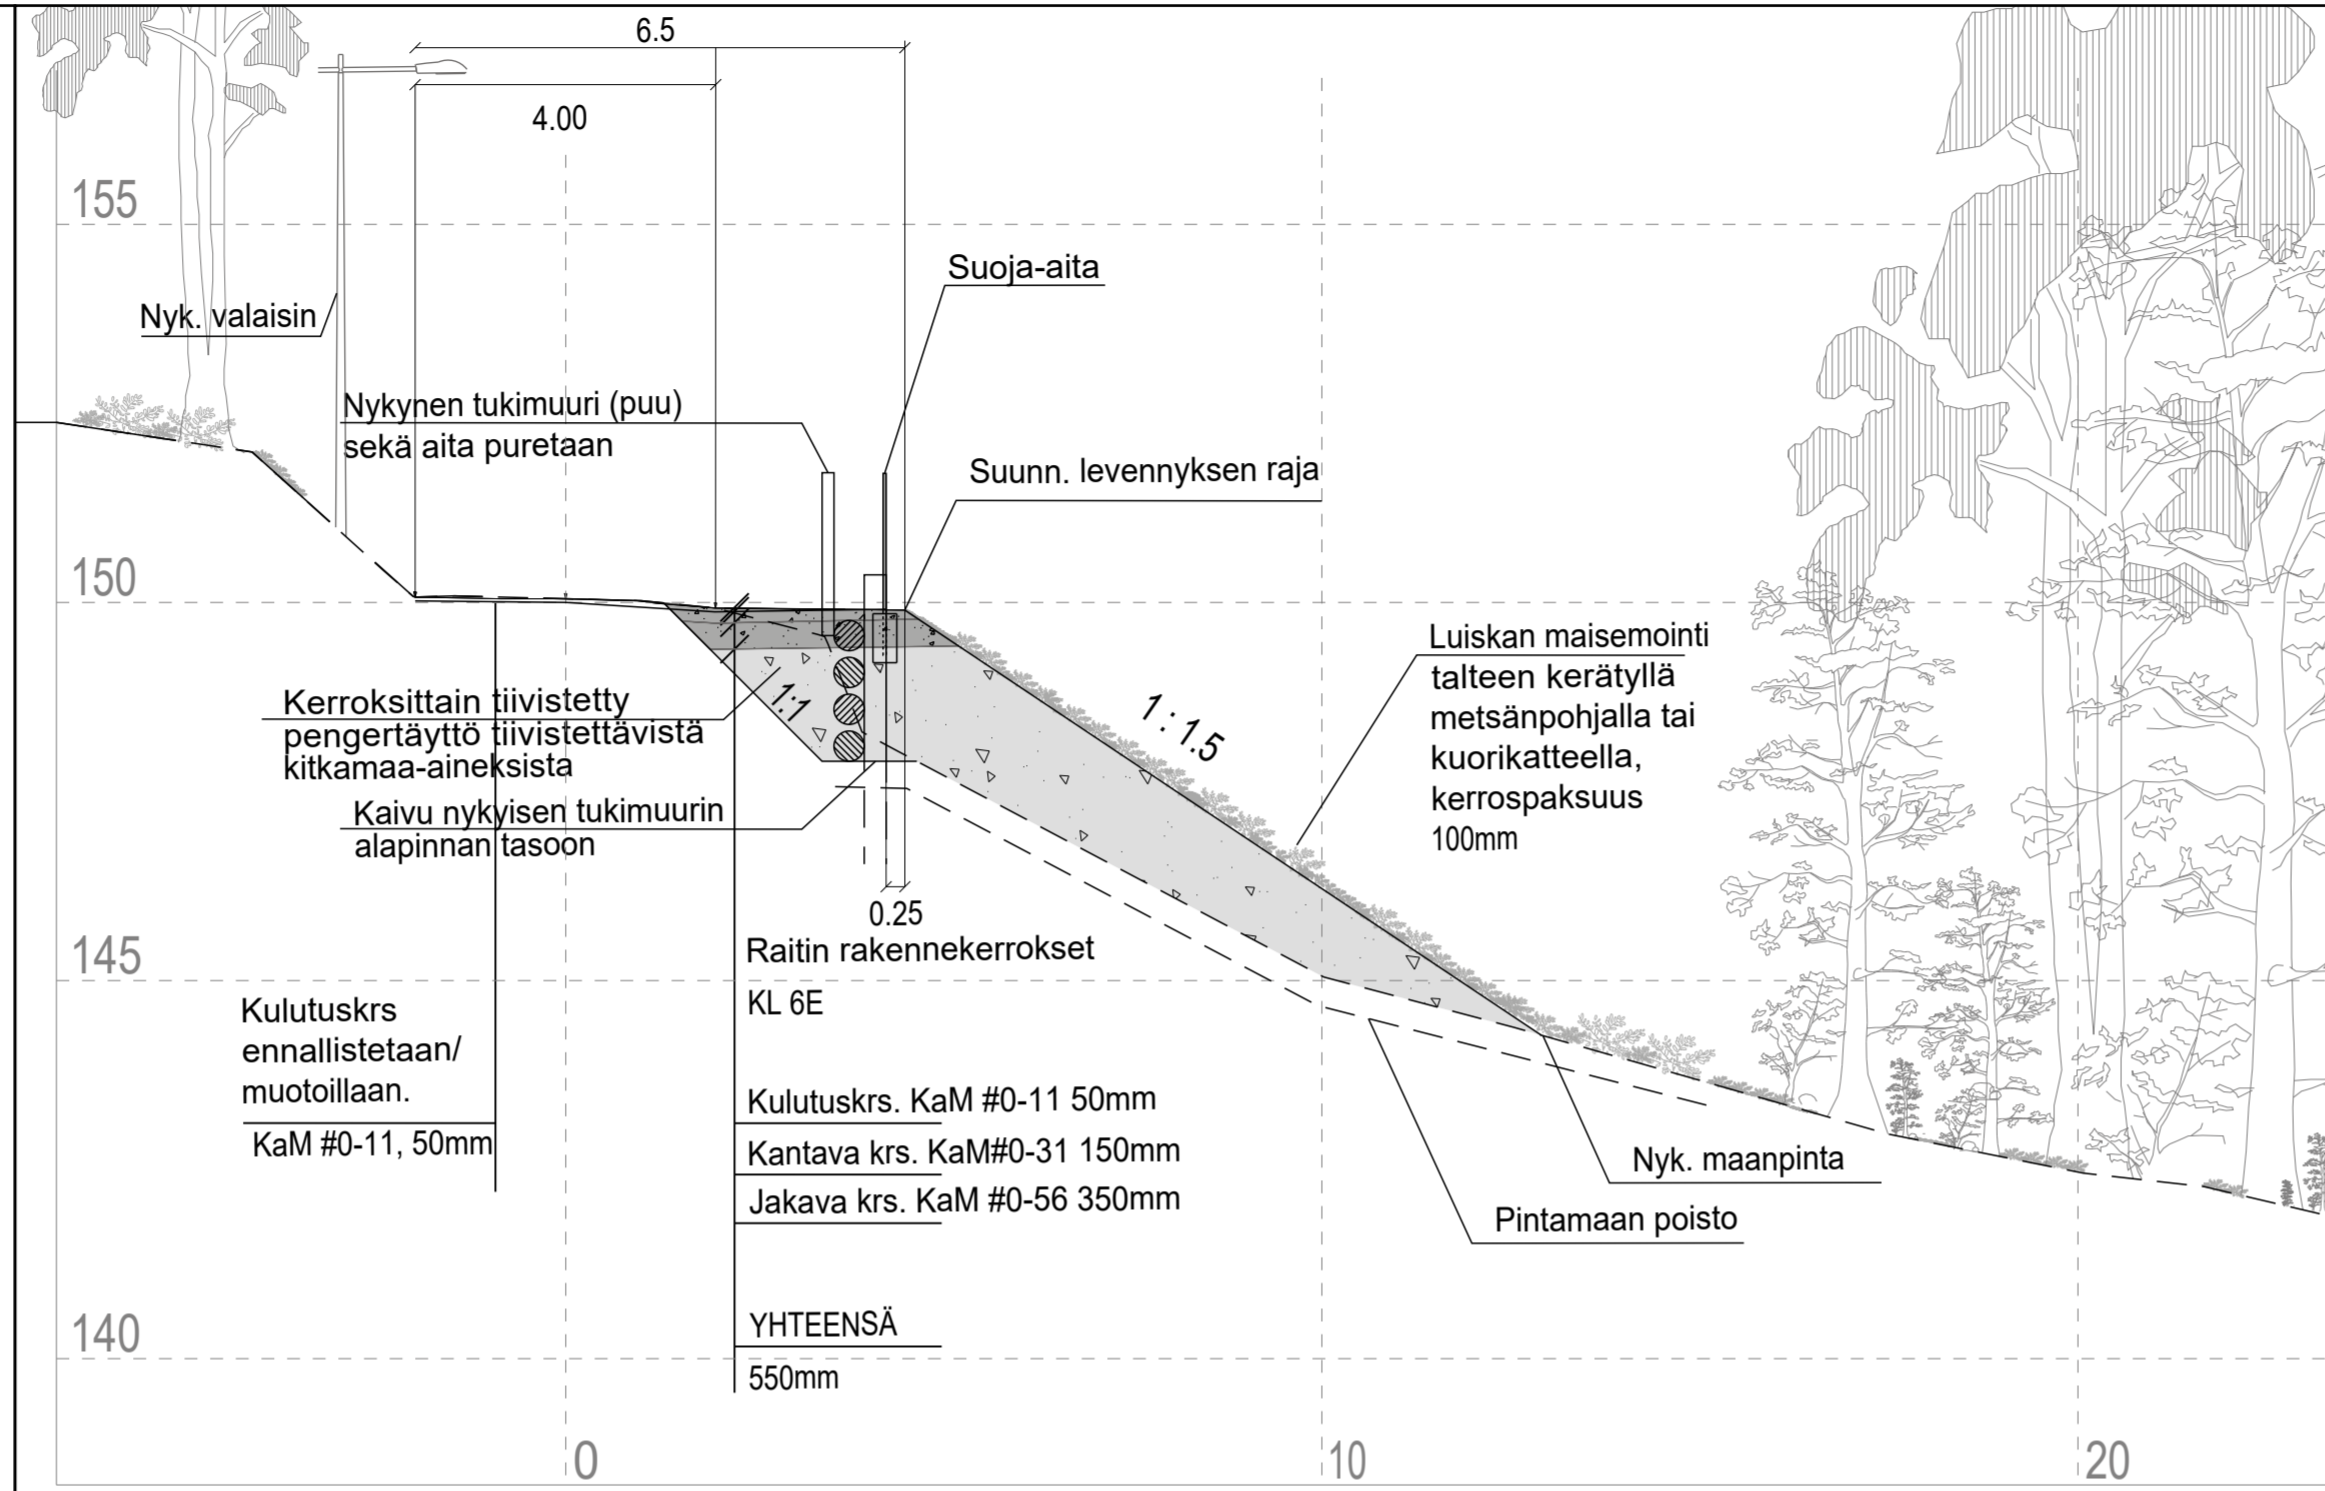 6.5
4.00
155
Suoja-aita
Nyk. valaisin
Nykynen tukimuuri (puu)
sekä aita puretaan
Suunn. levennyksen raja
150
Luiskan maisemointi
talteen kerätyllä
metsänpohjalla tai
kuorikatteella,
kerrospaksuus
100mm
1:1
1 : 1.5
Kerroksittain tiivistetty
pengertäyttö tiivistettävistä
kitkamaa-aineksista
Kaivu nykyisen tukimuurin
alapinnan tasoon
0.25
145
Raitin rakennekerrokset
KL 6E
Kulutuskrs
ennallistetaan/
muotoillaan.
KaM #0-11, 50mm
Kulutuskrs. KaM #0-11 50mm
Kantava krs. KaM#0-31 150mm
Jakava krs. KaM #0-56 350mm
Nyk. maanpinta
Pintamaan poisto
YHTEENSÄ
550mm
140
0
10
20